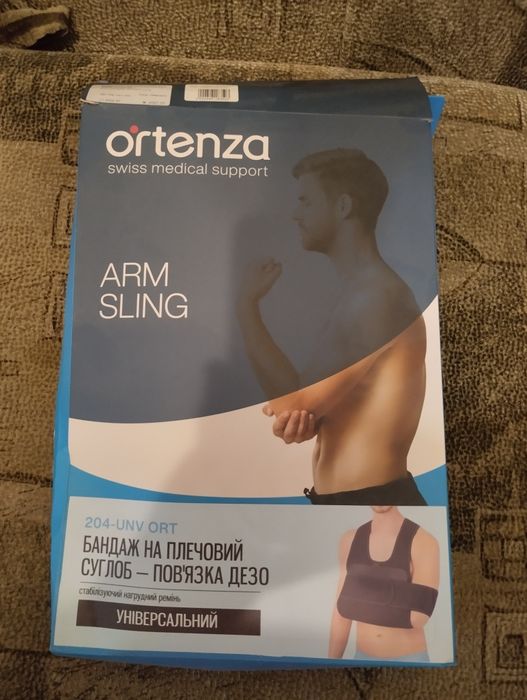 ortenza
swiss medical support
ARM
SLING
204-UNV ORT
БАНДАЖ НА ПЛЕЧОВИЙ
СУГЛОБ – ПОВ'ЯЗКА ДЕЗО
стабілізуючий нагрудний ремінь
УНІВЕРСАЛЬНИЙ